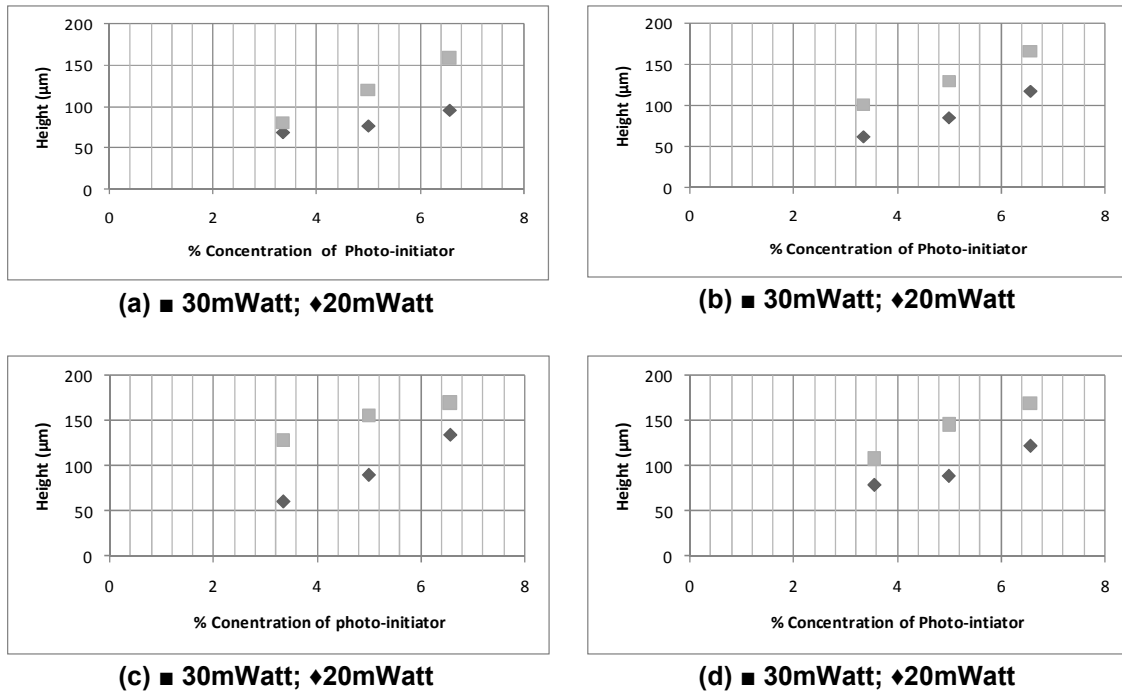 200
150
100
50
0
Height (µm)
0 2 4 6 8
% Concentration of Photo-initiator
(a) ■ 30mWatt; ♦20mWatt
200
150
100
50
0
Height (µm)
0 2 4 6 8
% Concentration of Photo-initiator
(b) ■ 30mWatt; ♦20mWatt
200
150
100
50
0
Height (µm)
0 2 4 6 8
% Conentration of photo-initiator
(c) ■ 30mWatt; ♦20mWatt
200
150
100
50
0
Height (µm)
0 2 4 6 8
% Concentration of Photo-intiator
(d) ■ 30mWatt; ♦20mWatt